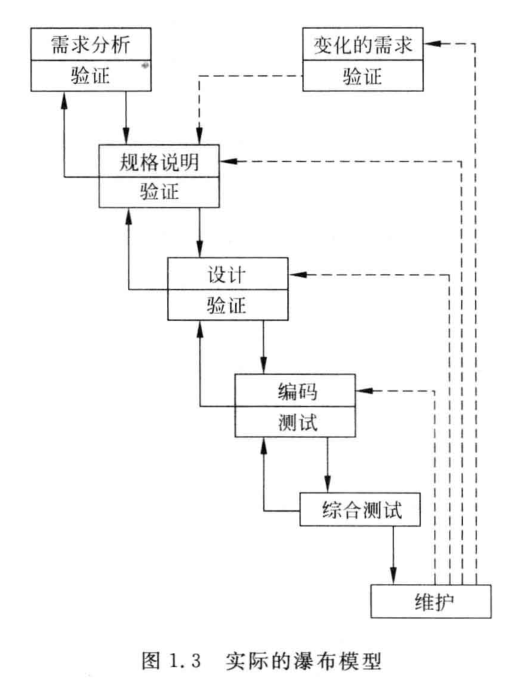 需求分析
验证
变化的需求
验证
规格说明
验证
设计
验证
编码
测试
综合测试
维护
图 1.3 实际的瀑布模型